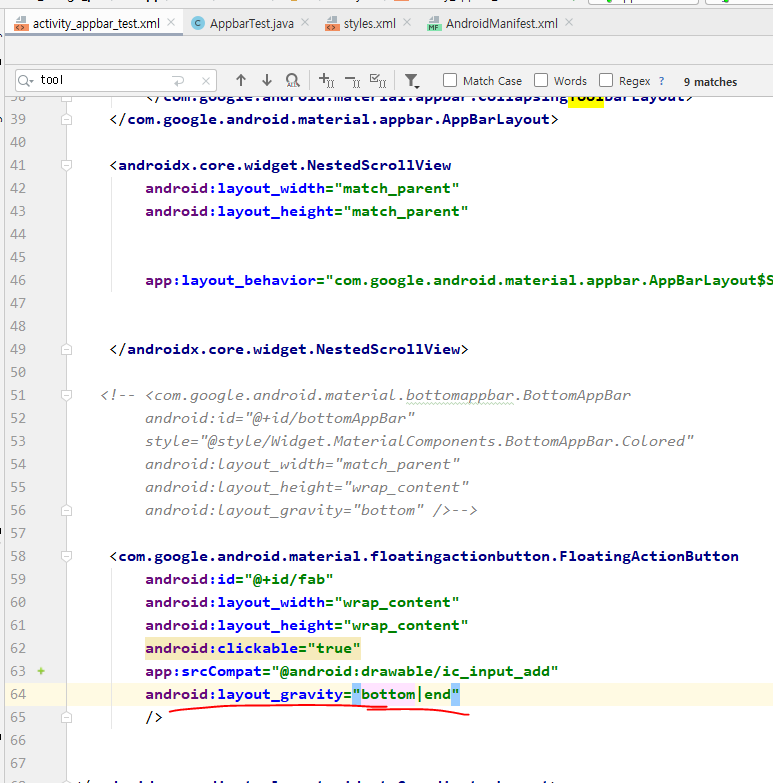 activity_appbar_test.xml AppbarTest.java styles.xml AndroidManifest.xml
tool Match Case Words Regex ? 9 matches
38 </com.google.android.material.appbar.CollapsingToolbarLayout>
39 </com.google.android.material.appbar.AppBarLayout>
40
41 <androidx.core.widget.NestedScrollView
42 android:layout_width="match_parent"
43 android:layout_height="match_parent"
44
45
46 app:layout_behavior="com.google.android.material.appbar.AppBarLayout$S
47
48
49 </androidx.core.widget.NestedScrollView>
50
51 <!-- <com.google.android.material.bottomappbar.BottomAppBar
52 android:id="@+id/bottomAppBar"
53 style="@style/Widget.MaterialComponents.BottomAppBar.Colored"
54 android:layout_width="match_parent"
55 android:layout_height="wrap_content"
56 android:layout_gravity="bottom" />-->
57
58 <com.google.android.material.floatingactionbutton.FloatingActionButton
59 android:id="@+id/fab"
60 android:layout_width="wrap_content"
61 android:layout_height="wrap_content"
62 android:clickable="true"
63 app:srcCompat="@android:drawable/ic_input_add"
64 android:layout_gravity="bottom|end"
65 />
66
67